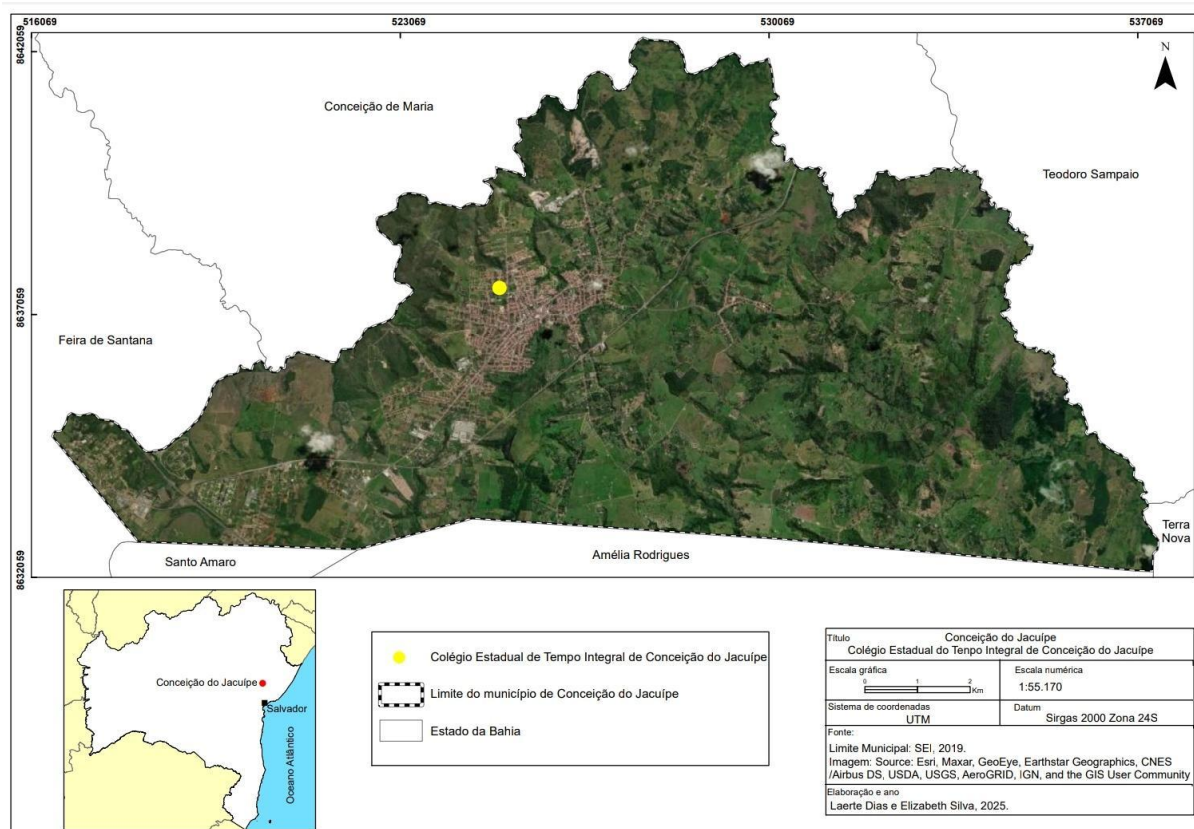 516069
523069
530069
537069
8642059
8637059
8632059
N
Conceição de Maria
Teodoro Sampaio
Feira de Santana
Terra
Nova
Santo Amaro
Amélia Rodrigues
Conceição do Jacuípe
Salvador
Oceano Atlântico
Colégio Estadual de Tempo Integral de Conceição do Jacuípe
Limite do município de Conceição do Jacuípe
Estado da Bahia
Título
Conceição do Jacuípe
Colégio Estadual do Tenpo Integral de Conceição do Jacuípe
Escala gráfica
0 1 2
Km
Escala numérica
1:55.170
Sistema de coordenadas
UTM
Datum
Sirgas 2000 Zona 24S
Fonte:
Limite Municipal: SEI, 2019.
Imagem: Source: Esri, Maxar, GeoEye, Earthstar Geographics, CNES
/Airbus DS, USDA, USGS, AeroGRID, IGN, and the GIS User Community
Elaboração e ano
Laerte Dias e Elizabeth Silva, 2025.